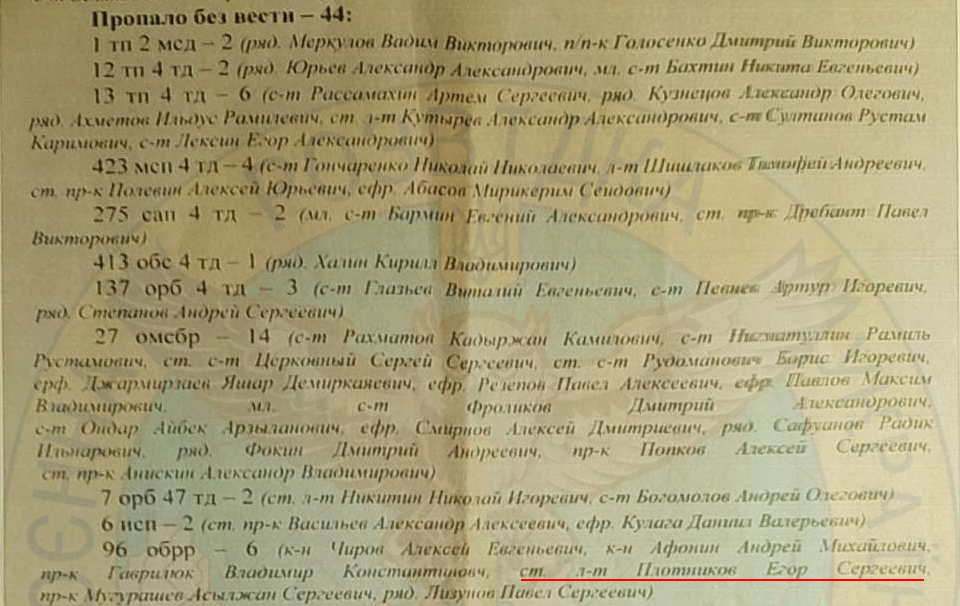 Пропало без вести – 44:
1 тп 2 мсд – 2 (ряд. Меркулов Вадим Викторович, п/п-к Голосенко Дмитрий Викторович)
12 тп 4 тд – 2 (ряд. Юрьев Александр Александрович, мл. с-т Бахтин Никита Евгеньевич)
13 тп 4 тд – 6 (с-т Рассамахин Артем Сергеевич, ряд. Кузнецов Александр Олегович,
ряд. Ахметов Ильдус Рамилевич, ст. л-т Кутырев Александр Александрович, с-т Султанов Рустам
Каримович, с-т Лексин Егор Александрович)
423 мсп 4 тд – 4 (с-т Гончаренко Николай Николаевич, л-т Шишлаков Тимофей Андреевич,
ст. пр-к Полевин Алексей Юрьевич, ефр. Абасов Мирикерим Сеидович)
275 сап 4 тд – 2 (мл. с-т Бармин Евгений Александрович, ст. пр-к Дребант Павел
Викторович)
413 обс 4 тд – 1 (ряд. Халин Кирилл Владимирович)
137 орб 4 тд – 3 (с-т Глазьев Виталий Евгеньевич, с-т Певнев Артур Игоревич,
ряд. Степанов Андрей Сергеевич)
27 омсбр – 14 (с-т Рахматов Кадыржан Камилович, с-т Нигматуллин Рамиль
Рустамович, ст. с-т Церковный Сергей Сергеевич, ст. с-т Рудоманович Борис Игоревич,
ерф. Джармирзаев Яшар Демиркаяевич, ефр. Резепов Павел Алексеевич, ефр. Павлов Максим
Владимирович, мл. с-т Фроликов Дмитрий Александрович,
с-т Ондар Айбек Арзыланович, ефр. Смирнов Алексей Дмитриевич, ряд. Сафуанов Радик
Ильнарович, ряд. Фокин Дмитрий Андреевич, пр-к Попков Алексей Сергеевич,
ст. пр-к Анискин Александр Владимирович)
7 орб 47 тд – 2 (ст. л-т Никитин Николай Игоревич, с-т Богомолов Андрей Олегович)
6 исп – 2 (ст. пр-к Васильев Александр Алексеевич, ефр. Кулага Даниил Валерьевич)
96 обрр – 6 (к-н Чиров Алексей Евгеньевич, к-н Афонин Андрей Михайлович,
пр-к Гаврилюк Владимир Константинович, ст. л-т Плотников Егор Сергеевич,
пр-к Мугурашев Асылжан Сергеевич, ряд. Лизунов Павел Сергеевич)